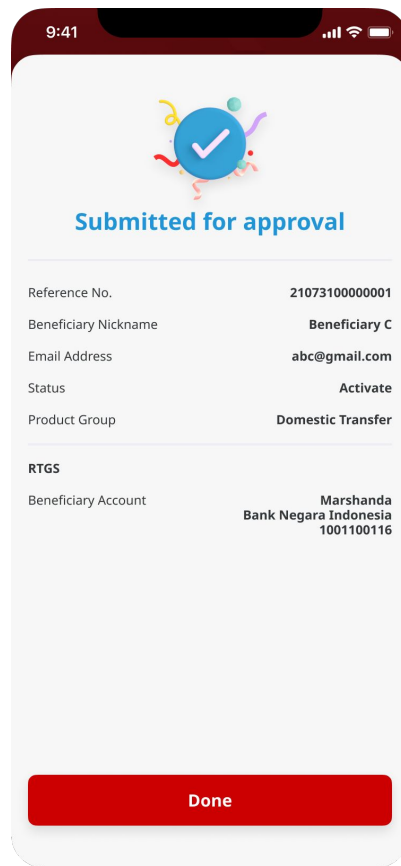 9:41
Submitted for approval
Reference No. 21073100000001
Beneficiary Nickname Beneficiary C
Email Address abc@gmail.com
Status Activate
Product Group Domestic Transfer
RTGS
Beneficiary Account Marshanda
Bank Negara Indonesia
1001100116
Done